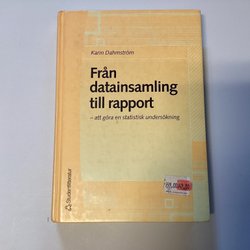 Karin Dahmström
Från
datainsamling
till rapport
– att göra en statistisk undersökning
Studentlitteratur